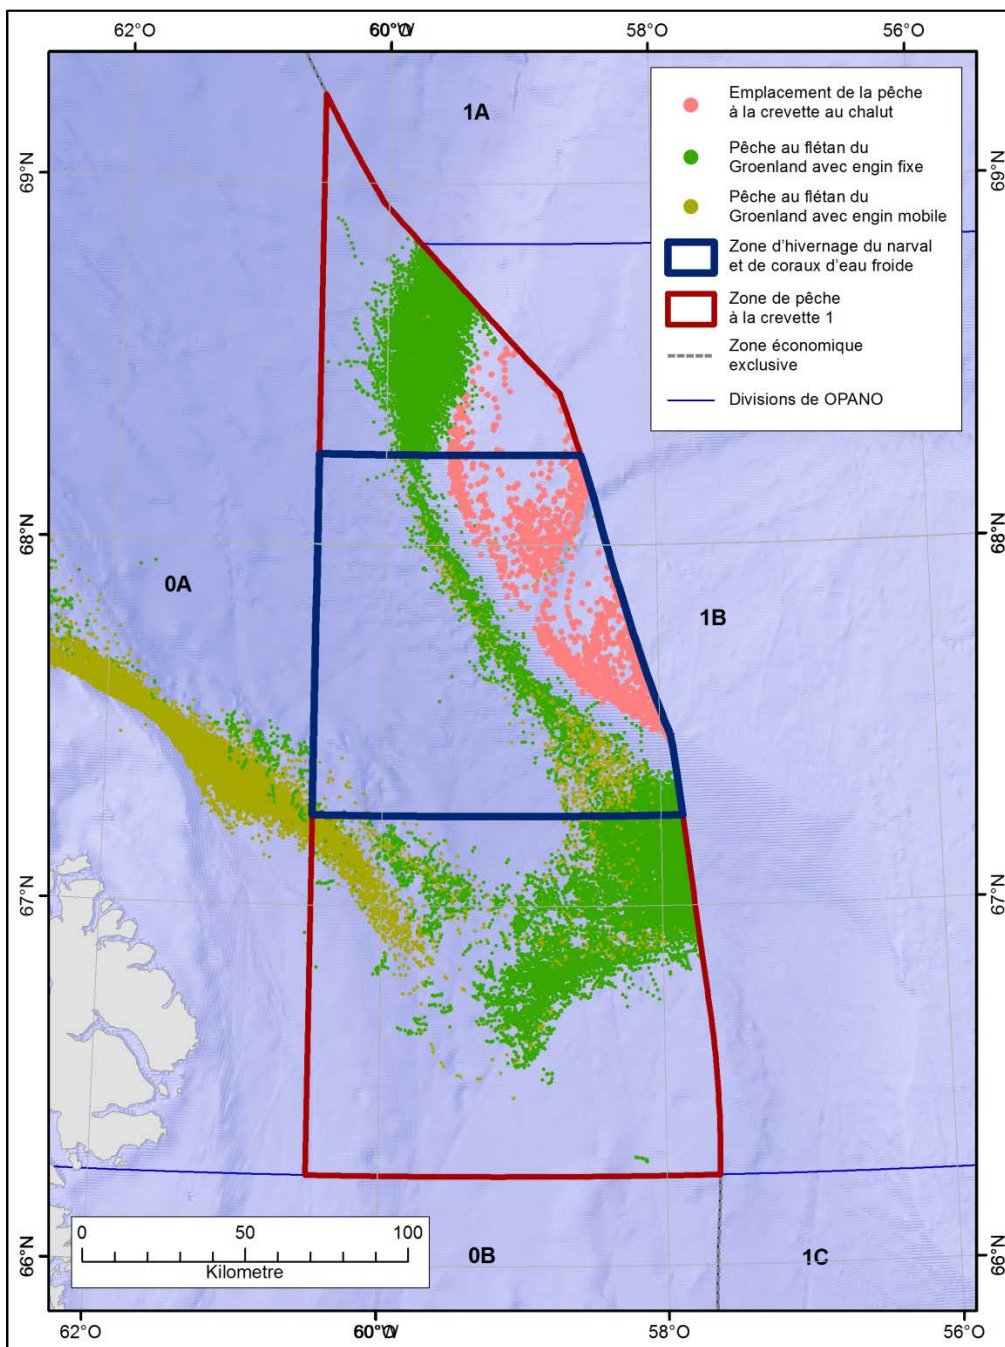 62°O 60°O 58°O 56°O
1A
69°N 69°N
Emplacement de la pêche
à la crevette au chalut
Pêche au flétan du
Groenland avec engin fixe
Pêche au flétan du
Groenland avec engin mobile
Zone d'hivernage du narval
et de coraux d'eau froide
Zone de pêche
à la crevette 1
Zone économique
exclusive
Divisions de OPANO
68°N 68°N
0A
1B
67°N 67°N
0 50 100
Kilometre
0B
1C
66°N 66°N
62°O 60°O 58°O 56°O